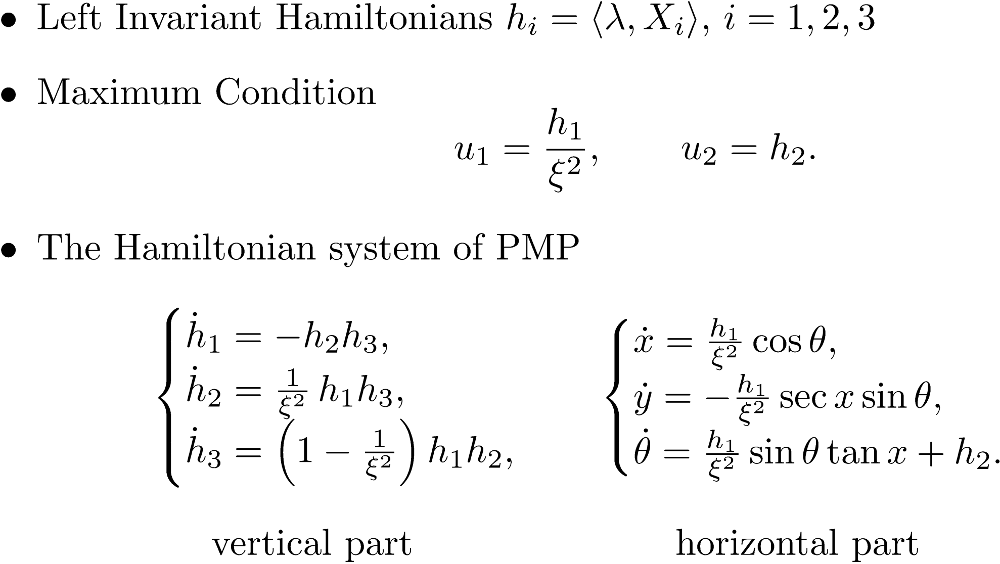 • Left Invariant Hamiltonians $h_i = \langle \lambda, X_i \rangle$, $i = 1, 2, 3$
• Maximum Condition
$u_1 = \frac{h_1}{\xi^2}, \qquad u_2 = h_2.$
• The Hamiltonian system of PMP
$\begin{cases} \dot{h}_1 = -h_2 h_3, \\ \dot{h}_2 = \frac{1}{\xi^2} h_1 h_3, \\ \dot{h}_3 = \left(1 - \frac{1}{\xi^2}\right) h_1 h_2, \end{cases} \qquad \begin{cases} \dot{x} = \frac{h_1}{\xi^2} \cos\theta, \\ \dot{y} = -\frac{h_1}{\xi^2} \sec x \sin\theta, \\ \dot{\theta} = \frac{h_1}{\xi^2} \sin\theta \tan x + h_2. \end{cases}$
vertical part horizontal part